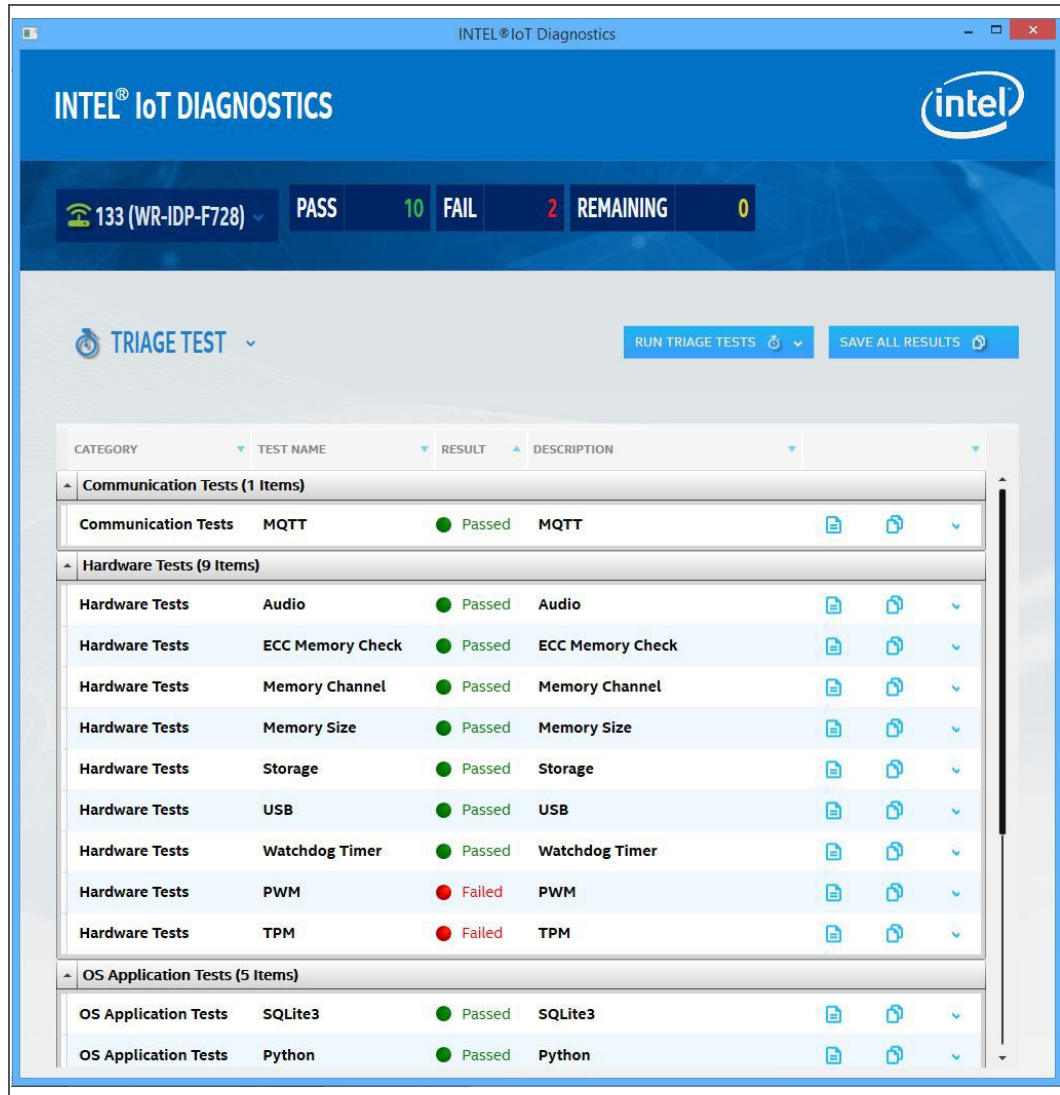 INTEL®IoT Diagnostics
INTEL® IoT DIAGNOSTICS
intel
133 (WR-IDP-F728) PASS 10 FAIL 2 REMAINING 0
TRIAGE TEST RUN TRIAGE TESTS SAVE ALL RESULTS
CATEGORY TEST NAME RESULT DESCRIPTION
Communication Tests (1 Items)
Communication Tests MQTT Passed MQTT
Hardware Tests (9 Items)
Hardware Tests Audio Passed Audio
Hardware Tests ECC Memory Check Passed ECC Memory Check
Hardware Tests Memory Channel Passed Memory Channel
Hardware Tests Memory Size Passed Memory Size
Hardware Tests Storage Passed Storage
Hardware Tests USB Passed USB
Hardware Tests Watchdog Timer Passed Watchdog Timer
Hardware Tests PWM Failed PWM
Hardware Tests TPM Failed TPM
OS Application Tests (5 Items)
OS Application Tests SQLite3 Passed SQLite3
OS Application Tests Python Passed Python